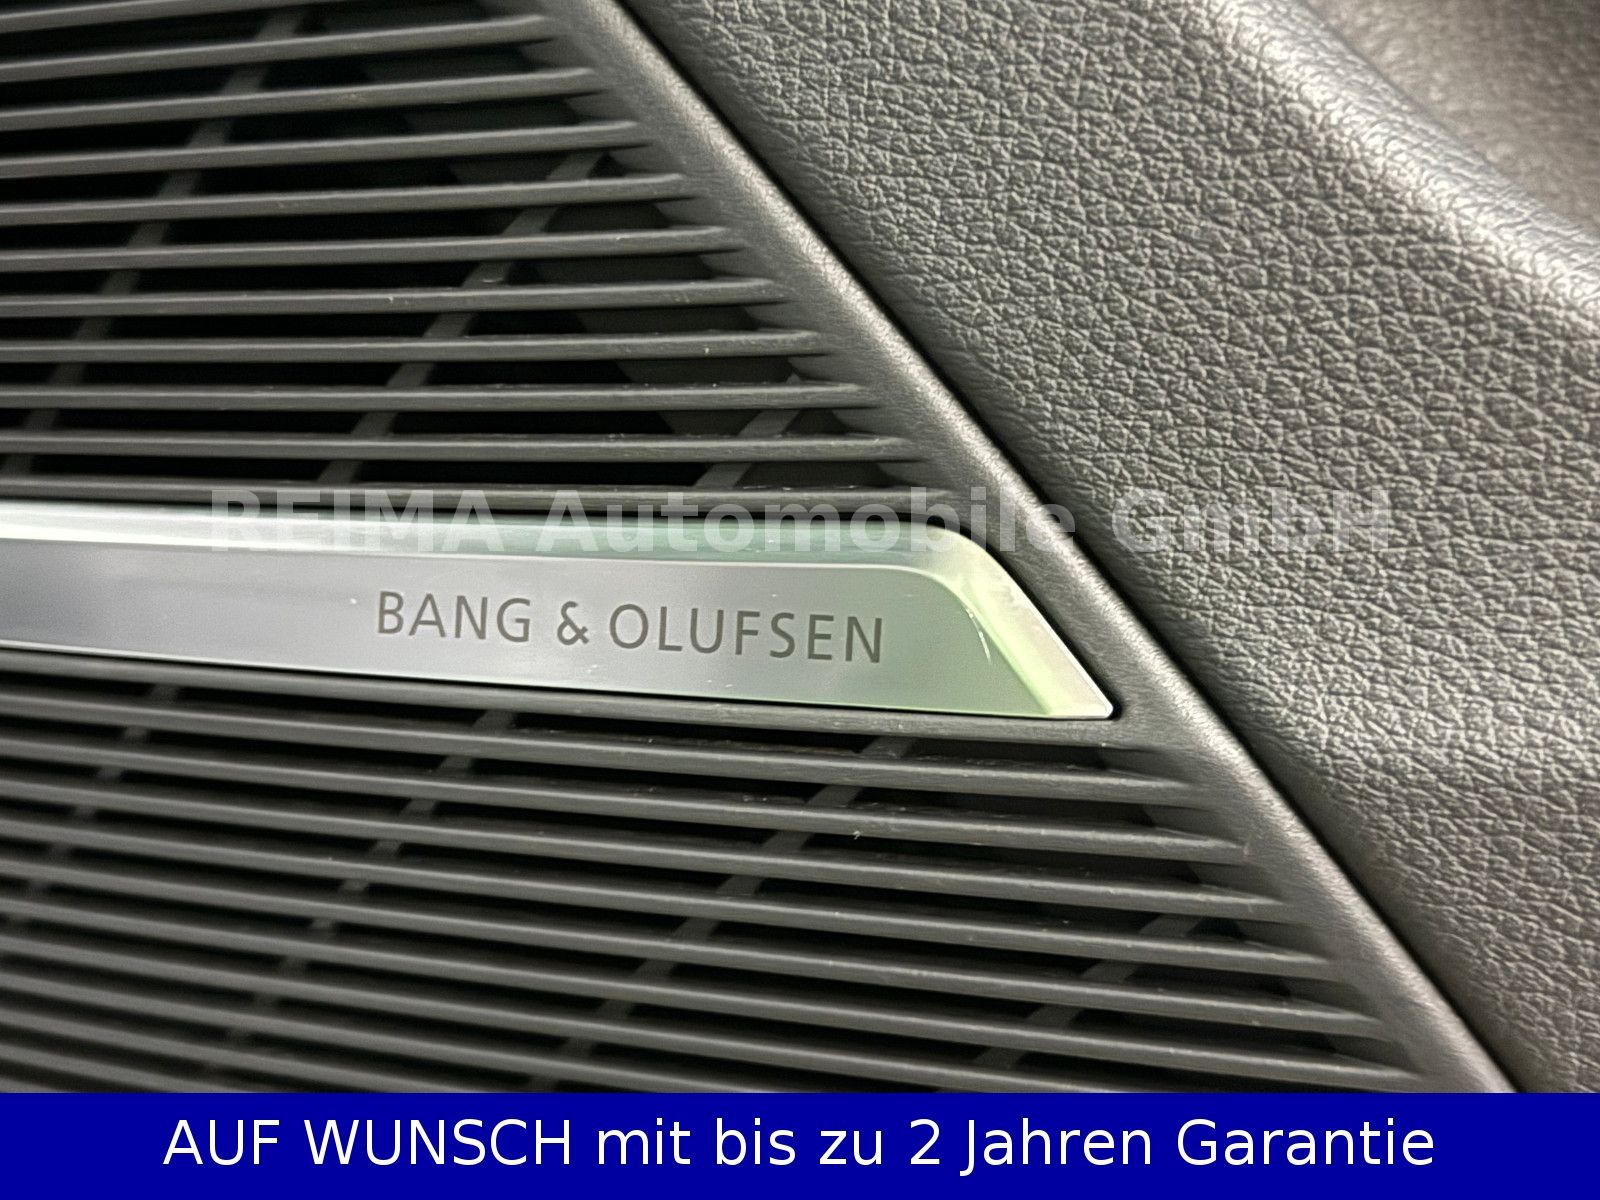 REIMA Automobile GmbH
BANG & OLUFSEN
AUF WUNSCH mit bis zu 2 Jahren Garantie